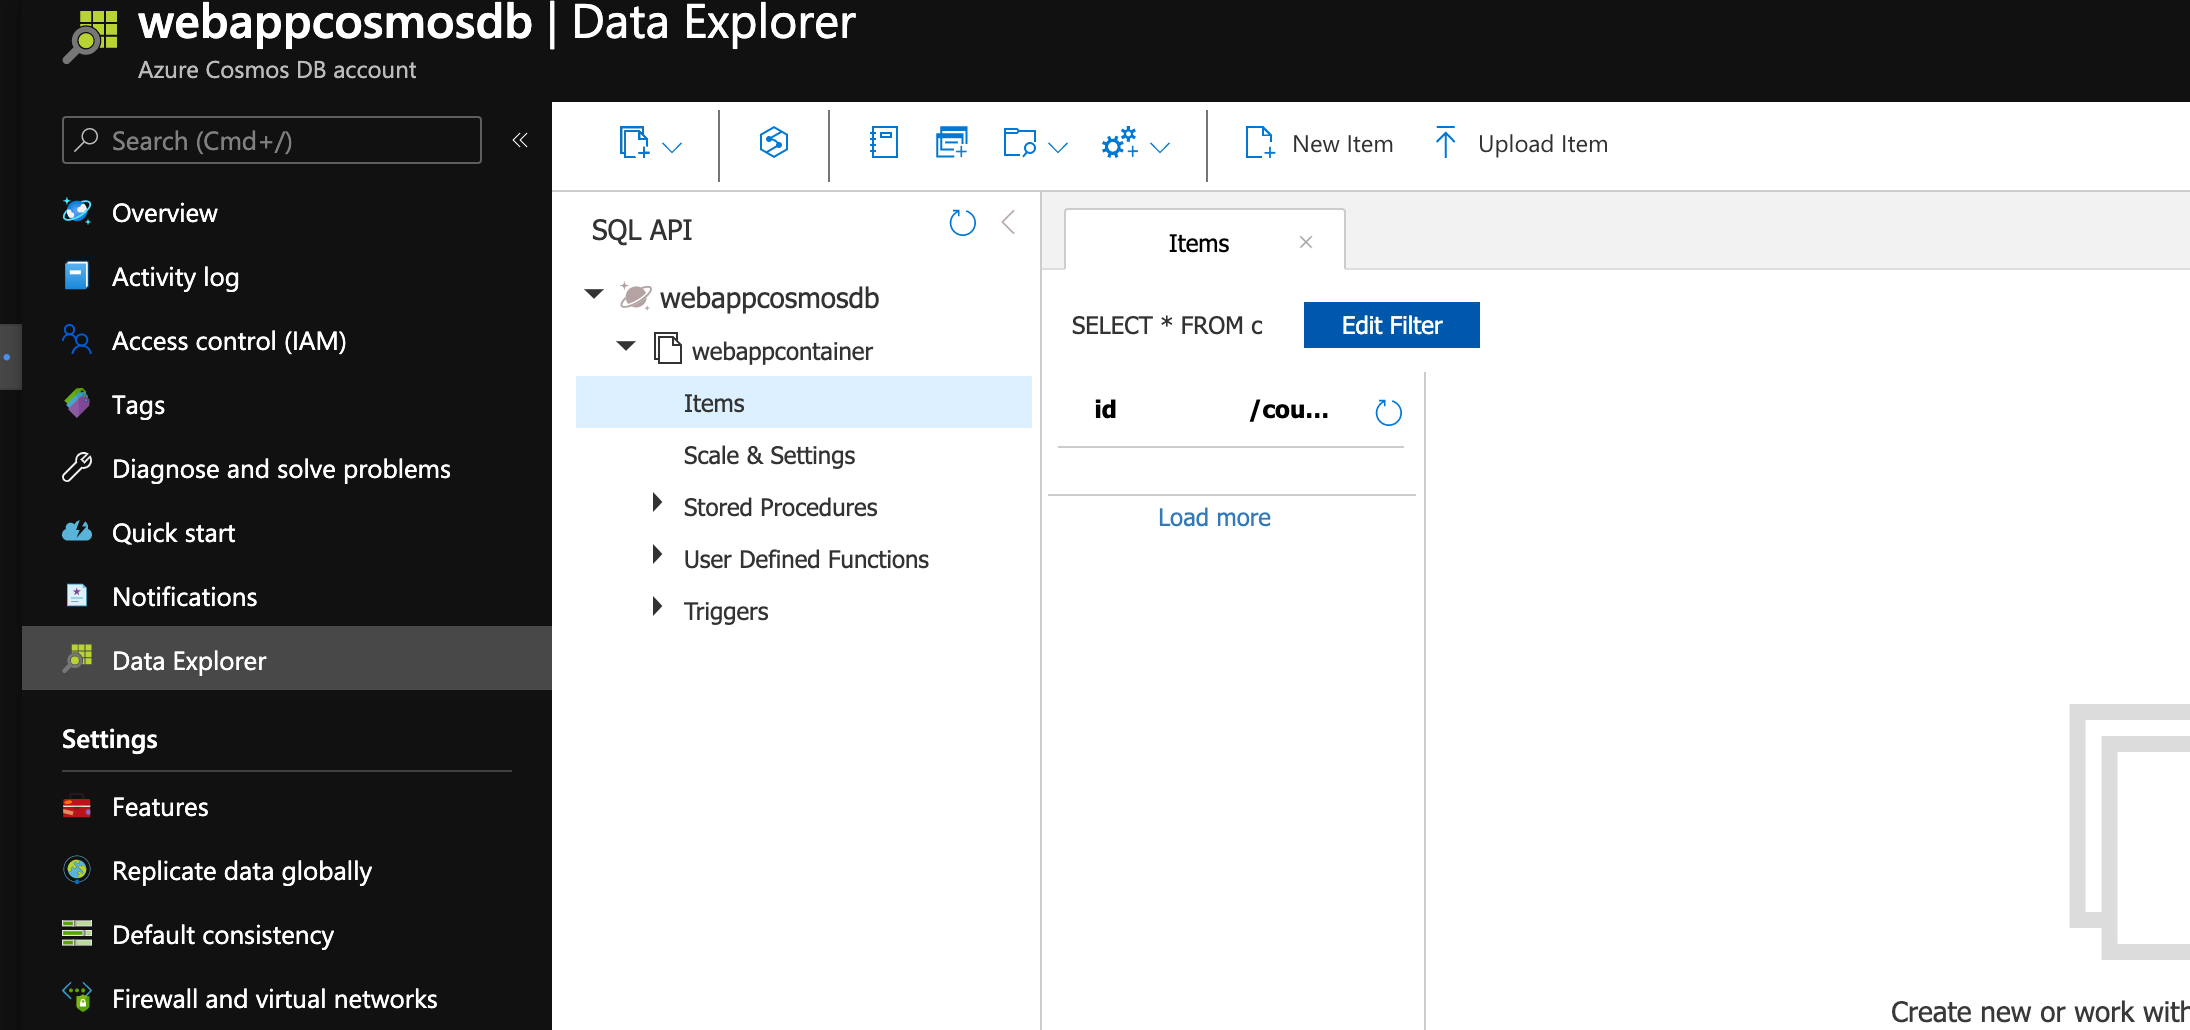 webappcosmosdb | Data Explorer
Azure Cosmos DB account
Search (Cmd+/)
«
Overview
Activity log
Access control (IAM)
Tags
Diagnose and solve problems
Quick start
Notifications
Data Explorer
Settings
Features
Replicate data globally
Default consistency
Firewall and virtual networks
New Item
Upload Item
SQL API
webappcosmosdb
webappcontainer
Items
Scale & Settings
Stored Procedures
User Defined Functions
Triggers
Items
SELECT * FROM c
Edit Filter
id /cou...
Load more
Create new or work with